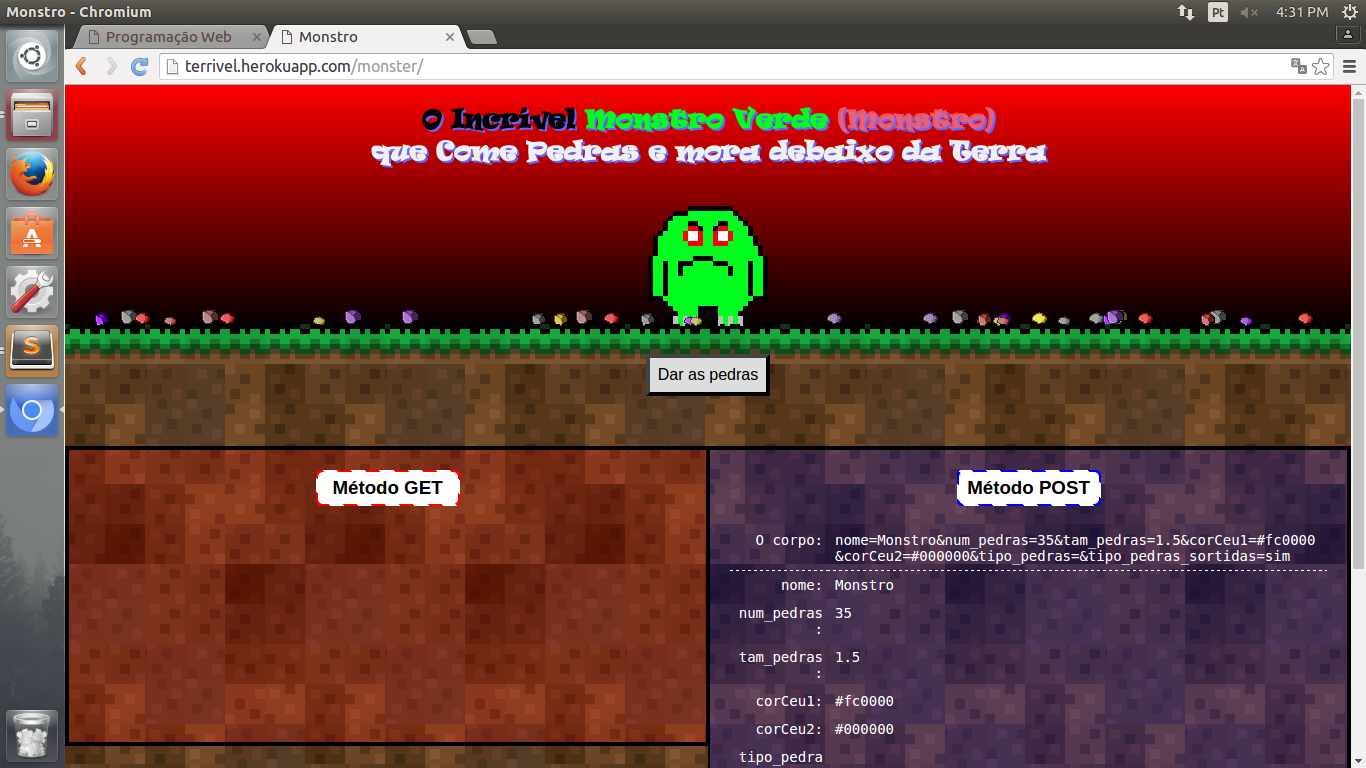 Monstro - Chromium
Pt
4:31 PM
Programação Web
Monstro
terrivel.herokuapp.com/monster/
O Incrível Monstro Verde (Monstro)
que Come Pedras e mora debaixo da Terra
Dar as pedras
Método GET
Método POST
O corpo: nome=Monstro&num_pedras=35&tam_pedras=1.5&corCeu1=#fc0000
&corCeu2=#000000&tipo_pedras=&tipo_pedras_sortidas=sim
nome: Monstro
num_pedras 35
:
tam_pedras 1.5
:
corCeu1: #fc0000
corCeu2: #000000
tipo_pedra